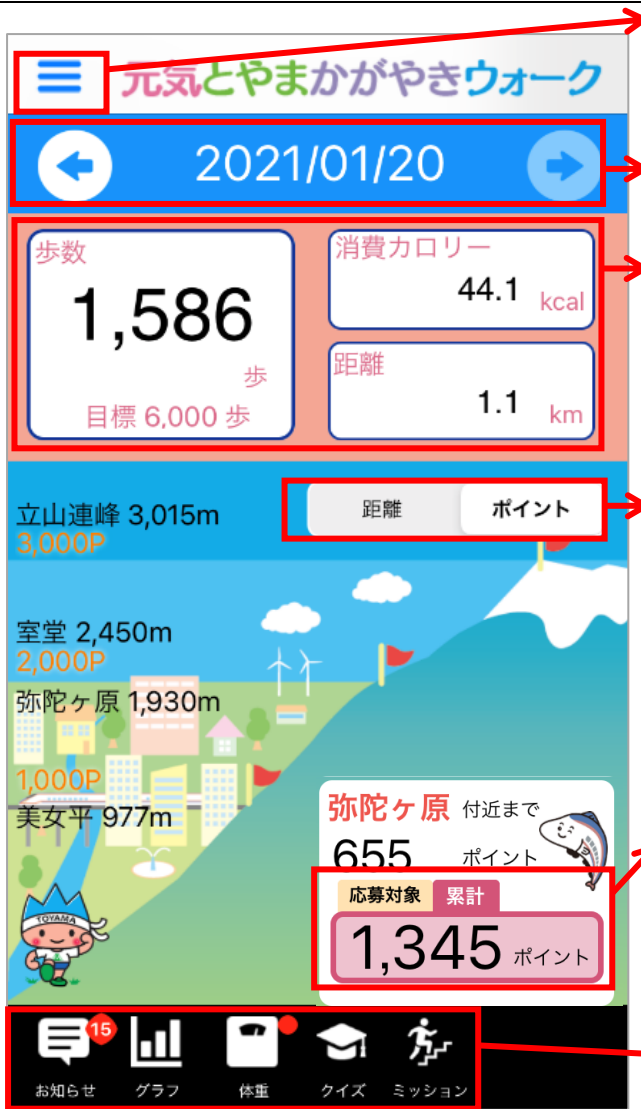 元気とやまかがやきウォーク
2021/01/20
歩数
1,586
歩
目標 6,000 歩
消費カロリー
44.1 kcal
距離
1.1 km
距離 ポイント
立山連峰 3,015m
3,000P
室堂 2,450m
2,000P
弥陀ヶ原 1,930m
1,000P
美女平 977m
弥陀ヶ原 付近まで
655 ポイント
応募対象 累計
1,345 ポイント
TOYAMA
15
お知らせ グラフ 体重 クイズ ミッション